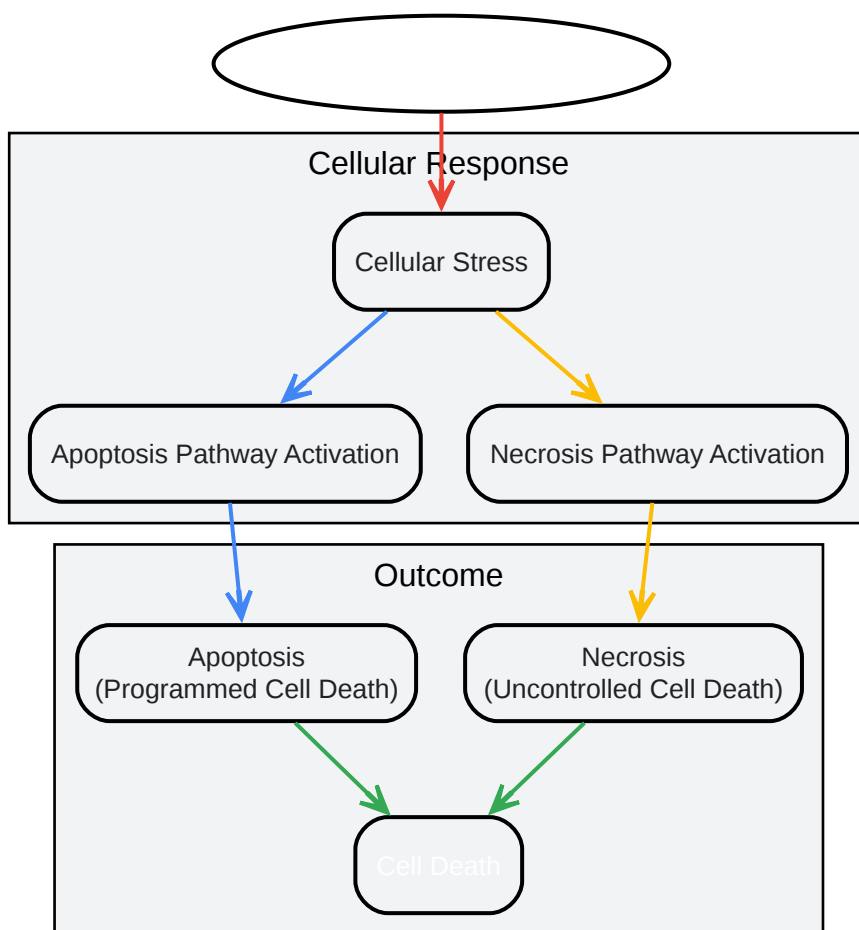 Cellular Response
Cellular Stress
Apoptosis Pathway Activation
Necrosis Pathway Activation
Outcome
Apoptosis
(Programmed Cell Death)
Necrosis
(Uncontrolled Cell Death)
Cell Death